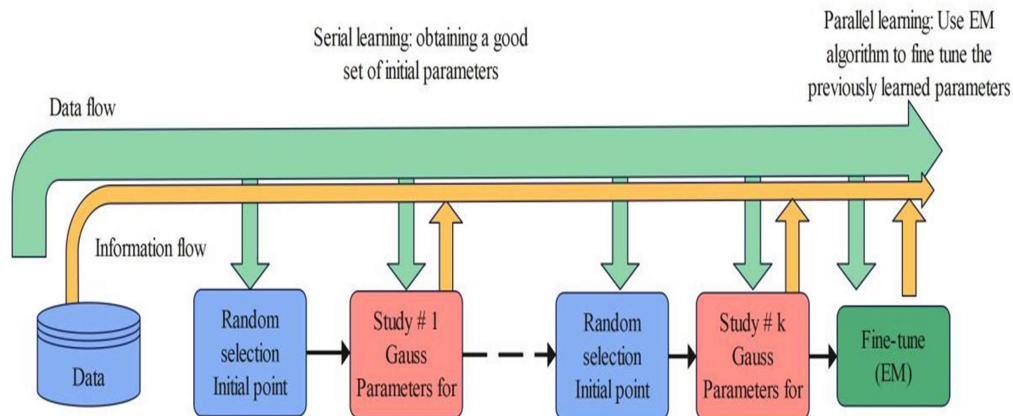 Serial learning: obtaining a good
set of initial parameters
Parallel learning: Use EM
algorithm to fine tune the
previously learned parameters
Data flow
Information flow
Data
Random
selection
Initial point
Study # 1
Gauss
Parameters for
Random
selection
Initial point
Study # k
Gauss
Parameters for
Fine-tune
(EM)